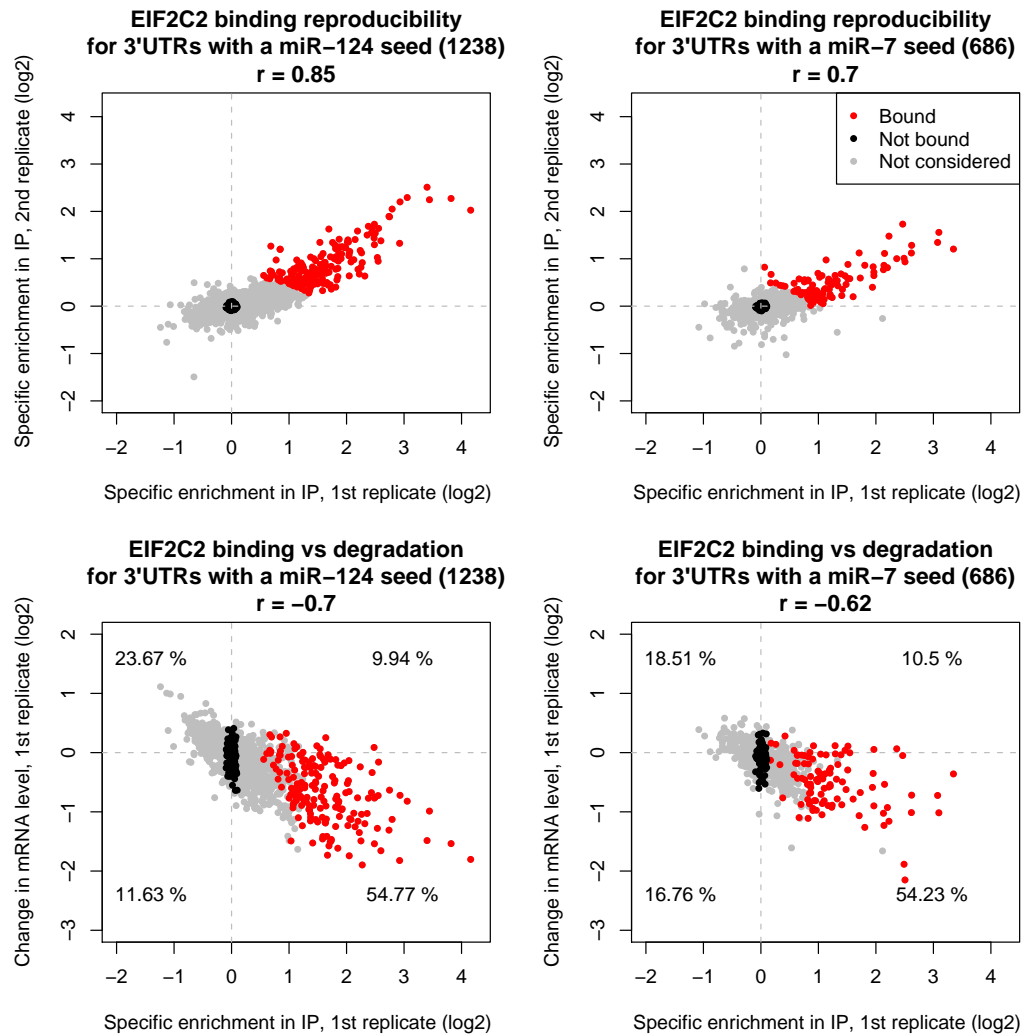 EIF2C2 binding reproducibility
for 3'UTRs with a miR−124 seed (1238)
r = 0.85
Specific enrichment in IP, 2nd replicate (log2)
4
3
2
1
0
−1
−2
−2 −1 0 1 2 3 4
Specific enrichment in IP, 1st replicate (log2)
EIF2C2 binding reproducibility
for 3'UTRs with a miR−7 seed (686)
r = 0.7
Specific enrichment in IP, 2nd replicate (log2)
4
3
2
1
0
−1
−2
Bound
Not bound
Not considered
−2 −1 0 1 2 3 4
Specific enrichment in IP, 1st replicate (log2)
EIF2C2 binding vs degradation
for 3'UTRs with a miR−124 seed (1238)
r = −0.7
Change in mRNA level, 1st replicate (log2)
2
1
0
−1
−2
−3
23.67 % 9.94 %
11.63 % 54.77 %
−2 −1 0 1 2 3 4
Specific enrichment in IP, 1st replicate (log2)
EIF2C2 binding vs degradation
for 3'UTRs with a miR−7 seed (686)
r = −0.62
Change in mRNA level, 1st replicate (log2)
2
1
0
−1
−2
−3
18.51 % 10.5 %
16.76 % 54.23 %
−2 −1 0 1 2 3 4
Specific enrichment in IP, 1st replicate (log2)